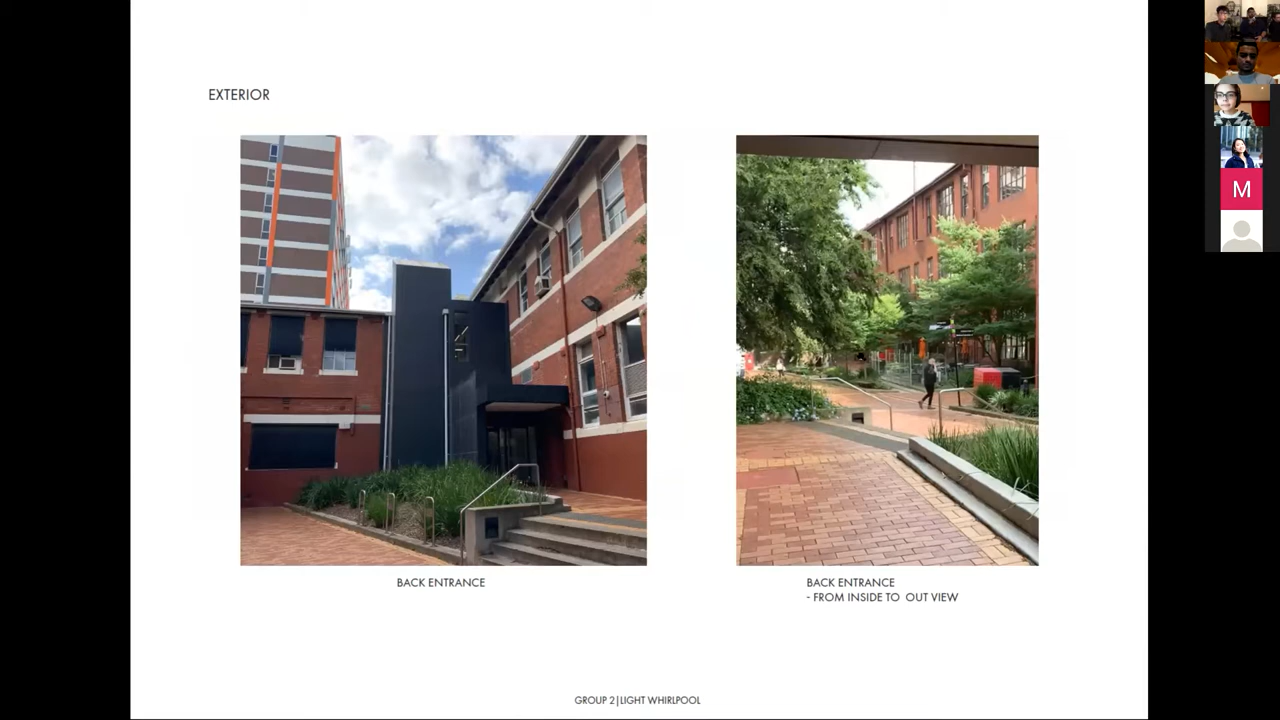 EXTERIOR
BACK ENTRANCE
BACK ENTRANCE
- FROM INSIDE TO OUT VIEW
GROUP 2|LIGHT WHIRLPOOL
M